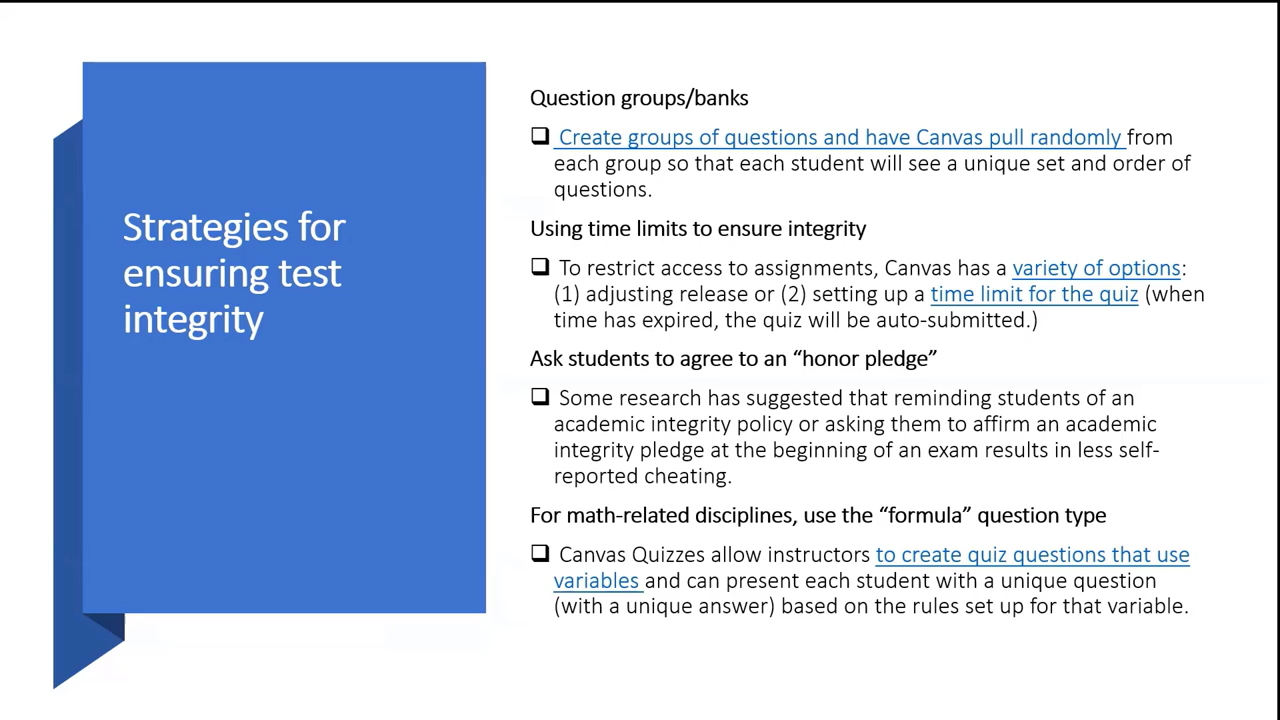 Strategies for
ensuring test
integrity
Question groups/banks
❑ Create groups of questions and have Canvas pull randomly from
each group so that each student will see a unique set and order of
questions.
Using time limits to ensure integrity
❑ To restrict access to assignments, Canvas has a variety of options:
(1) adjusting release or (2) setting up a time limit for the quiz (when
time has expired, the quiz will be auto-submitted.)
Ask students to agree to an “honor pledge”
❑ Some research has suggested that reminding students of an
academic integrity policy or asking them to affirm an academic
integrity pledge at the beginning of an exam results in less self-
reported cheating.
For math-related disciplines, use the “formula” question type
❑ Canvas Quizzes allow instructors to create quiz questions that use
variables and can present each student with a unique question
(with a unique answer) based on the rules set up for that variable.